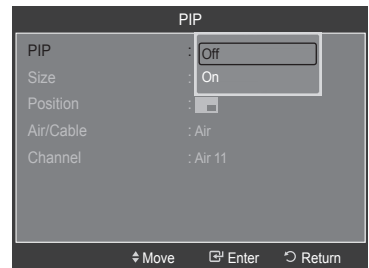 PIP
PIP : Off
Size : On
Position :
Air/Cable : Air
Channel : Air 11
Move Enter Return